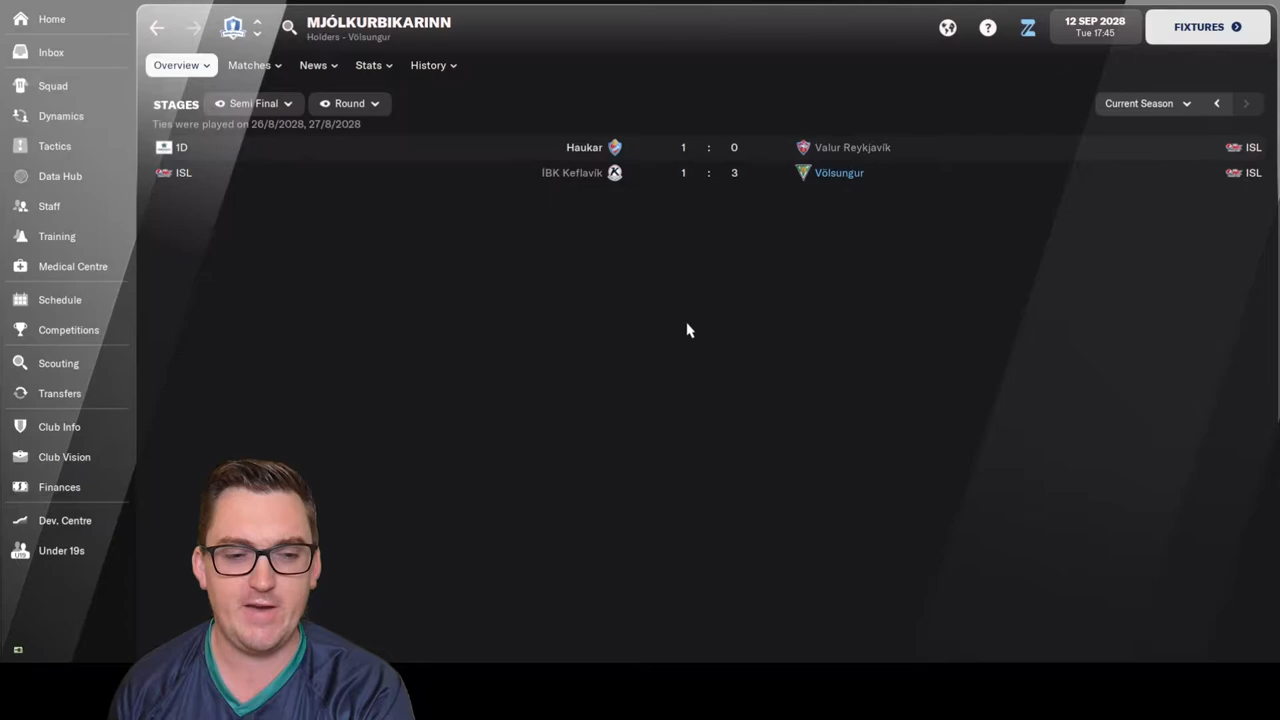 Home
Inbox
Squad
Dynamics
Tactics
Data Hub
Staff
Training
Medical Centre
Schedule
Competitions
Scouting
Transfers
Club Info
Club Vision
Finances
Dev. Centre
Under 19s
MJÓLKURBIKARINN
Holders - Völsungur
12 SEP 2028
Tue 17:45
FIXTURES
Overview Matches News Stats History
STAGES Semi Final Round Current Season
Ties were played on 26/8/2028, 27/8/2028
1D Haukar 1 : 0 Valur Reykjavík ISL
ISL ÍBK Keflavík 1 : 3 Völsungur ISL